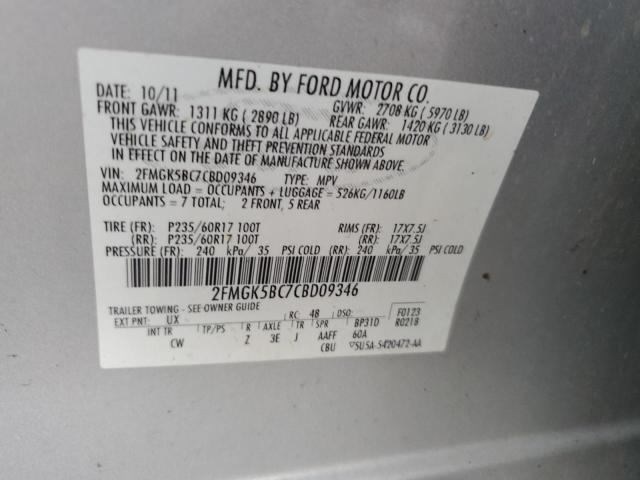 MFD. BY FORD MOTOR CO.
DATE: 10/11
GVWR: 2708 KG ( 5970 LB)
FRONT GAWR: 1311 KG ( 2890 LB)
REAR GAWR: 1420 KG ( 3130 LB)
THIS VEHICLE CONFORMS TO ALL APPLICABLE FEDERAL MOTOR
VEHICLE SAFETY AND THEFT PREVENTION STANDARDS
IN EFFECT ON THE DATE OF MANUFACTURE SHOWN ABOVE.
VIN: 2FMGK5BC7CBD09346 TYPE: MPV
MAXIMUM LOAD = OCCUPANTS + LUGGAGE = 526KG/1160LB
OCCUPANTS = 7 TOTAL; 2 FRONT, 5 REAR
TIRE (FR): P235/60R17 100T RIMS (FR): 17X7.5J
(RR): P235/60R17 100T (RR): 17X7.5J
PRESSURE (FR): 240 kPa/ 35 PSI COLD (RR): 240 kPa/ 35 PSI COLD
2FMGK5BC7CBD09346
TRAILER TOWING - SEE OWNER GUIDE
RC: 48 DSO: F0123
EXT PNT: UX BP31D R0218
INT TR TP/PS R AXLE TR SPR
CW Z 3E J AAFF 60A
CBU 5U5A-5420472-AA